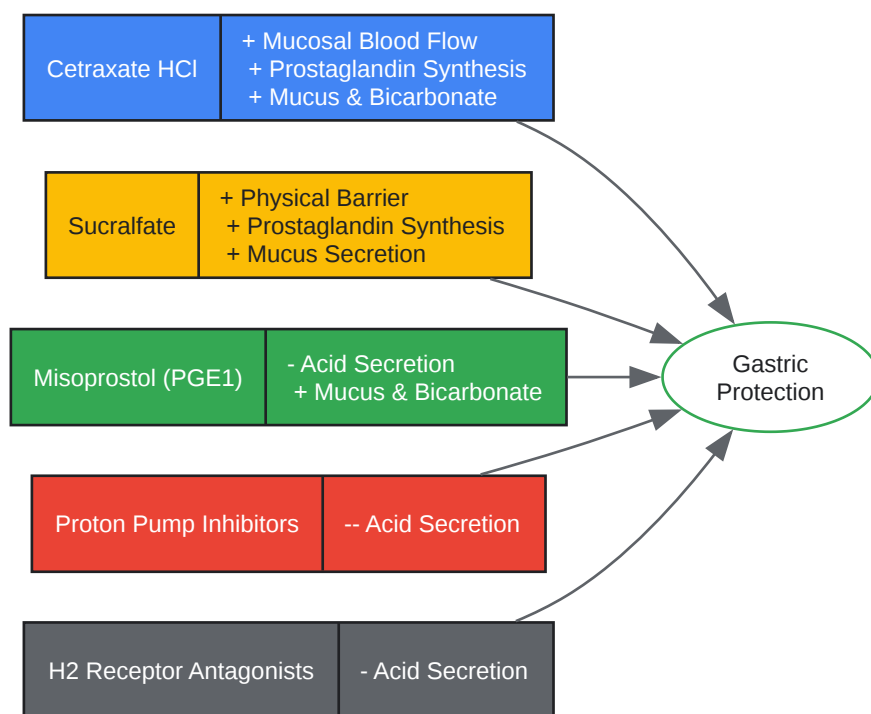 Cetraxate HCl
+ Mucosal Blood Flow
+ Prostaglandin Synthesis
+ Mucus & Bicarbonate
Sucralfate
+ Physical Barrier
+ Prostaglandin Synthesis
+ Mucus Secretion
Misoprostol (PGE1)
- Acid Secretion
+ Mucus & Bicarbonate
Proton Pump Inhibitors
-- Acid Secretion
H2 Receptor Antagonists
- Acid Secretion
Gastric
Protection